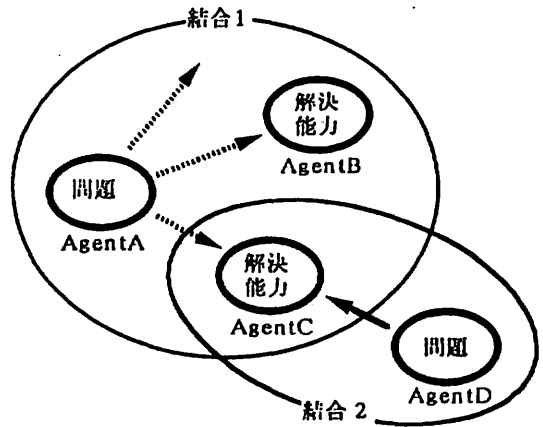 結合1
解決
能力
AgentB
問題
AgentA
解決
能力
AgentC
問題
AgentD
結合2